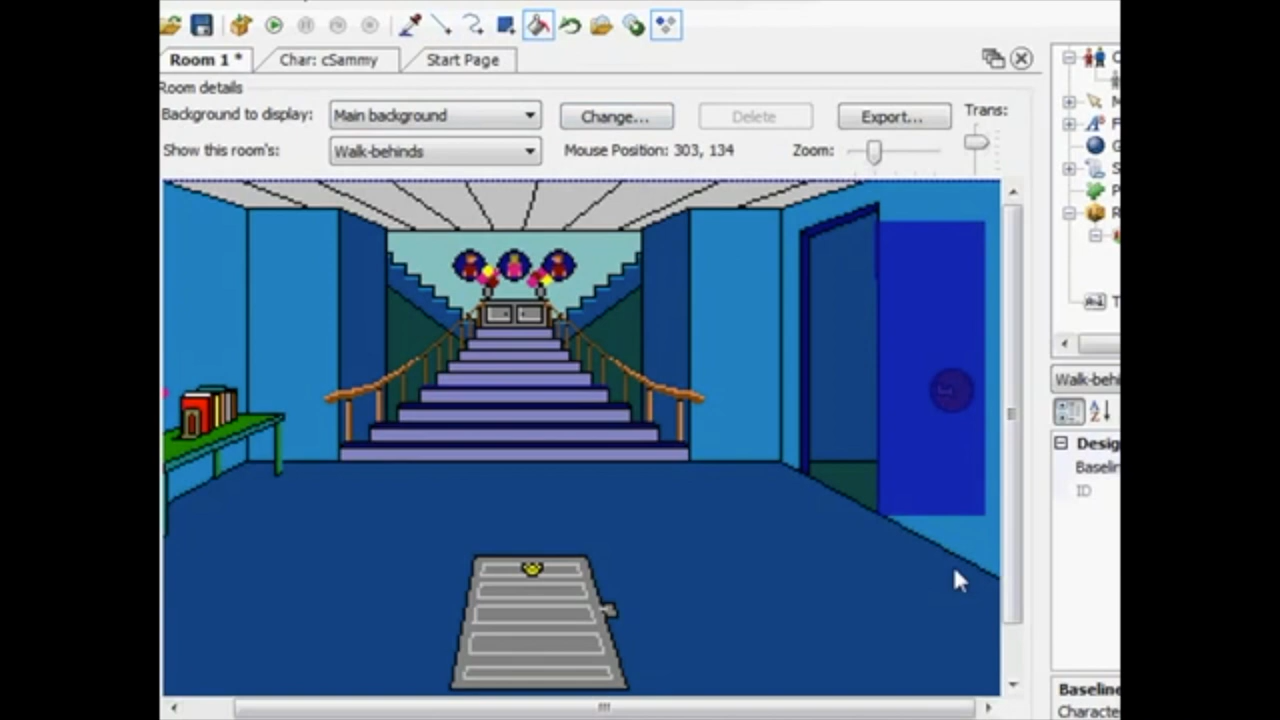 Room 1 * Char: cSammy Start Page
Room details
Background to display: Main background Change... Delete Export... Trans:
Show this room's: Walk-behinds Mouse Position: 303, 134 Zoom:
Walk-behi
Desig
Baselin
ID
Baseline
Characte